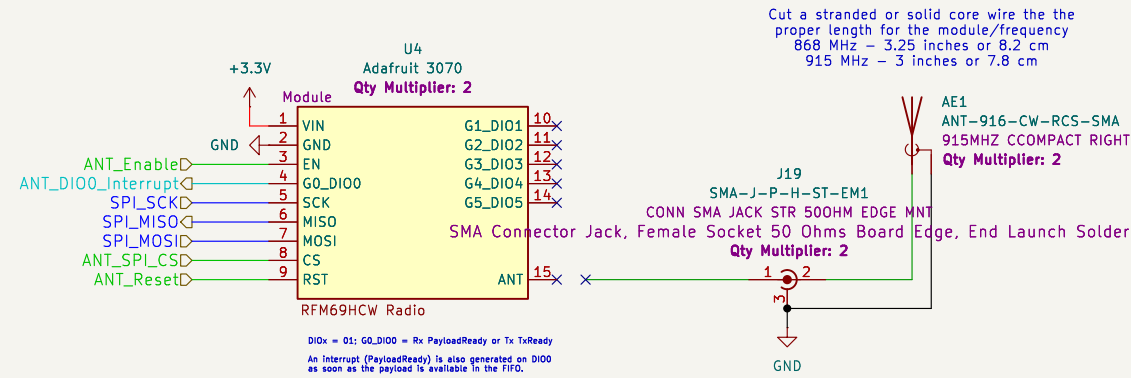 Cut a stranded or solid core wire the the
proper length for the module/frequency
868 MHz – 3.25 inches or 8.2 cm
915 MHz – 3 inches or 7.8 cm
U4
Adafruit 3070
Qty Multiplier: 2
+3.3V
Module
1 VIN
GND 2 GND
ANT_Enable 3 EN
ANT_DIO0_Interrupt 4 G0_DIO0
SPI_SCK 5 SCK
SPI_MISO 6 MISO
SPI_MOSI 7 MOSI
ANT_SPI_CS 8 CS
ANT_Reset 9 RST
G1_DIO1 10
G2_DIO2 11
G3_DIO3 12
G4_DIO4 13
G5_DIO5 14
ANT 15
RFM69HCW Radio
DIOx = 01; G0_DIO0 = Rx PayloadReady or Tx TxReady
An interrupt (PayloadReady) is also generated on DIO0
as soon as the payload is available in the FIFO.
AE1
ANT-916-CW-RCS-SMA
915MHZ CCOMPACT RIGHT
Qty Multiplier: 2
J19
SMA-J-P-H-ST-EM1
CONN SMA JACK STR 50OHM EDGE MNT
SMA Connector Jack, Female Socket 50 Ohms Board Edge, End Launch Solder
Qty Multiplier: 2
1 2
3
GND